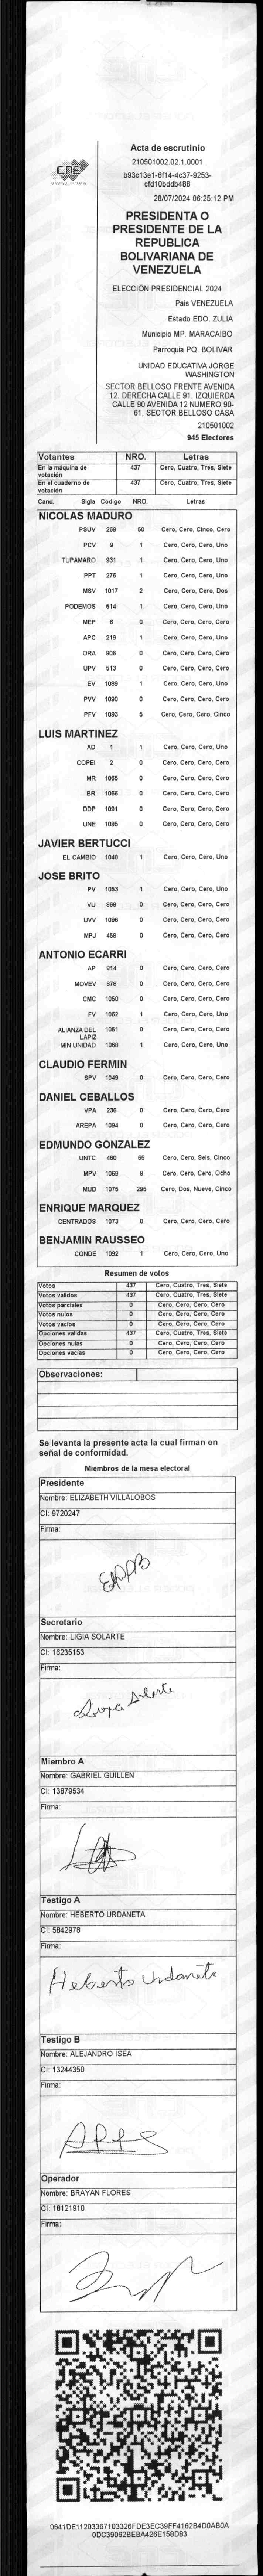 CNE
Acta de escrutinio
210501002.02.1.0001
b93c13e1-6f14-4c37-9253-
cfd10bddb488
28/07/2024 06:25:12 PM
PRESIDENTA O
PRESIDENTE DE LA
REPUBLICA
BOLIVARIANA DE
VENEZUELA
ELECCIÓN PRESIDENCIAL 2024
Pais VENEZUELA
Estado EDO. ZULIA
Municipio MP. MARACAIBO
Parroquia PQ. BOLIVAR
UNIDAD EDUCATIVA JORGE
WASHINGTON
SECTOR BELLOSO FRENTE AVENIDA
12. DERECHA CALLE 91. IZQUIERDA
CALLE 90 AVENIDA 12 NUMERO 90-
61, SECTOR BELLOSO CASA
210501002
945 Electores
Votantes NRO. Letras
En la máquina de votación 437 Cero, Cuatro, Tres, Siete
En el cuaderno de votación 437 Cero, Cuatro, Tres, Siete
Cand. Sigla Código NRO. Letras
NICOLAS MADURO
PSUV 269 50 Cero, Cero, Cinco, Cero
PCV 9 1 Cero, Cero, Cero, Uno
TUPAMARO 931 1 Cero, Cero, Cero, Uno
PPT 276 1 Cero, Cero, Cero, Uno
MSV 1017 2 Cero, Cero, Cero, Dos
PODEMOS 514 1 Cero, Cero, Cero, Uno
MEP 6 0 Cero, Cero, Cero, Cero
APC 219 1 Cero, Cero, Cero, Uno
ORA 906 0 Cero, Cero, Cero, Cero
UPV 513 0 Cero, Cero, Cero, Cero
EV 1089 1 Cero, Cero, Cero, Uno
PVV 1090 0 Cero, Cero, Cero, Cero
PFV 1093 5 Cero, Cero, Cero, Cinco
LUIS MARTINEZ
AD 1 1 Cero, Cero, Cero, Uno
COPEI 2 0 Cero, Cero, Cero, Cero
MR 1065 0 Cero, Cero, Cero, Cero
BR 1066 0 Cero, Cero, Cero, Cero
DDP 1091 0 Cero, Cero, Cero, Cero
UNE 1095 0 Cero, Cero, Cero, Cero
JAVIER BERTUCCI
EL CAMBIO 1048 1 Cero, Cero, Cero, Uno
JOSE BRITO
PV 1053 1 Cero, Cero, Cero, Uno
VU 868 0 Cero, Cero, Cero, Cero
UVV 1096 0 Cero, Cero, Cero, Cero
MPJ 459 0 Cero, Cero, Cero, Cero
ANTONIO ECARRI
AP 814 0 Cero, Cero, Cero, Cero
MOVEV 878 0 Cero, Cero, Cero, Cero
CMC 1050 0 Cero, Cero, Cero, Cero
FV 1062 1 Cero, Cero, Cero, Uno
ALIANZA DEL LAPIZ 1051 0 Cero, Cero, Cero, Cero
MIN UNIDAD 1069 1 Cero, Cero, Cero, Uno
CLAUDIO FERMIN
SPV 1049 0 Cero, Cero, Cero, Cero
DANIEL CEBALLOS
VPA 236 0 Cero, Cero, Cero, Cero
AREPA 1094 0 Cero, Cero, Cero, Cero
EDMUNDO GONZALEZ
UNTC 460 65 Cero, Cero, Seis, Cinco
MPV 1059 8 Cero, Cero, Cero, Ocho
MUD 1075 295 Cero, Dos, Nueve, Cinco
ENRIQUE MARQUEZ
CENTRADOS 1073 0 Cero, Cero, Cero, Cero
BENJAMIN RAUSSEO
CONDE 1092 1 Cero, Cero, Cero, Uno
Resumen de votos
Votos 437 Cero, Cuatro, Tres, Siete
Votos validos 437 Cero, Cuatro, Tres, Siete
Votos parciales 0 Cero, Cero, Cero, Cero
Votos nulos 0 Cero, Cero, Cero, Cero
Votos vacios 0 Cero, Cero, Cero, Cero
Opciones validas 437 Cero, Cuatro, Tres, Siete
Opciones nulas 0 Cero, Cero, Cero, Cero
Opciones vacias 0 Cero, Cero, Cero, Cero
Observaciones:
Se levanta la presente acta la cual firman en
señal de conformidad.
Miembros de la mesa electoral
Presidente
Nombre: ELIZABETH VILLALOBOS
CI: 9720247
Firma:
Secretario
Nombre: LIGIA SOLARTE
CI: 16235153
Firma:
Ligia Solarte
Miembro A
Nombre: GABRIEL GUILLEN
CI: 13879534
Firma:
Testigo A
Nombre: HEBERTO URDANETA
CI: 5842978
Firma:
Heberto Urdaneta
Testigo B
Nombre: ALEJANDRO ISEA
CI: 13244350
Firma:
Operador
Nombre: BRAYAN FLORES
CI: 18121910
Firma:
0641DE11203367103326FDE3EC39FF4162B4D0AB0A
0DC39062BEBA426E158D83